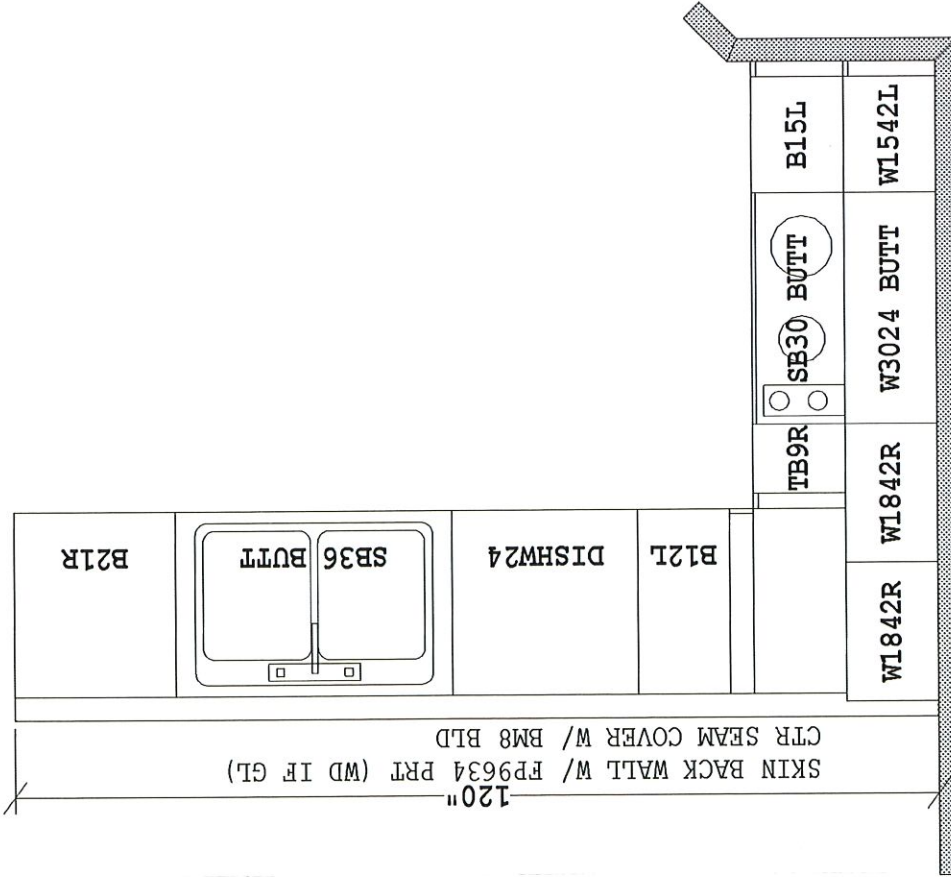 B15L
W1542L
SB30 BUTT
W3024 BUTT
TB9R
W1842R
W1842R
B12L
DISHW24
SB36
BUTT
B21R
120"
SKIN BACK WALL W/ FP9634 PRT (WD IF GL)
CTR SEAM COVER W/ BM8 BLD